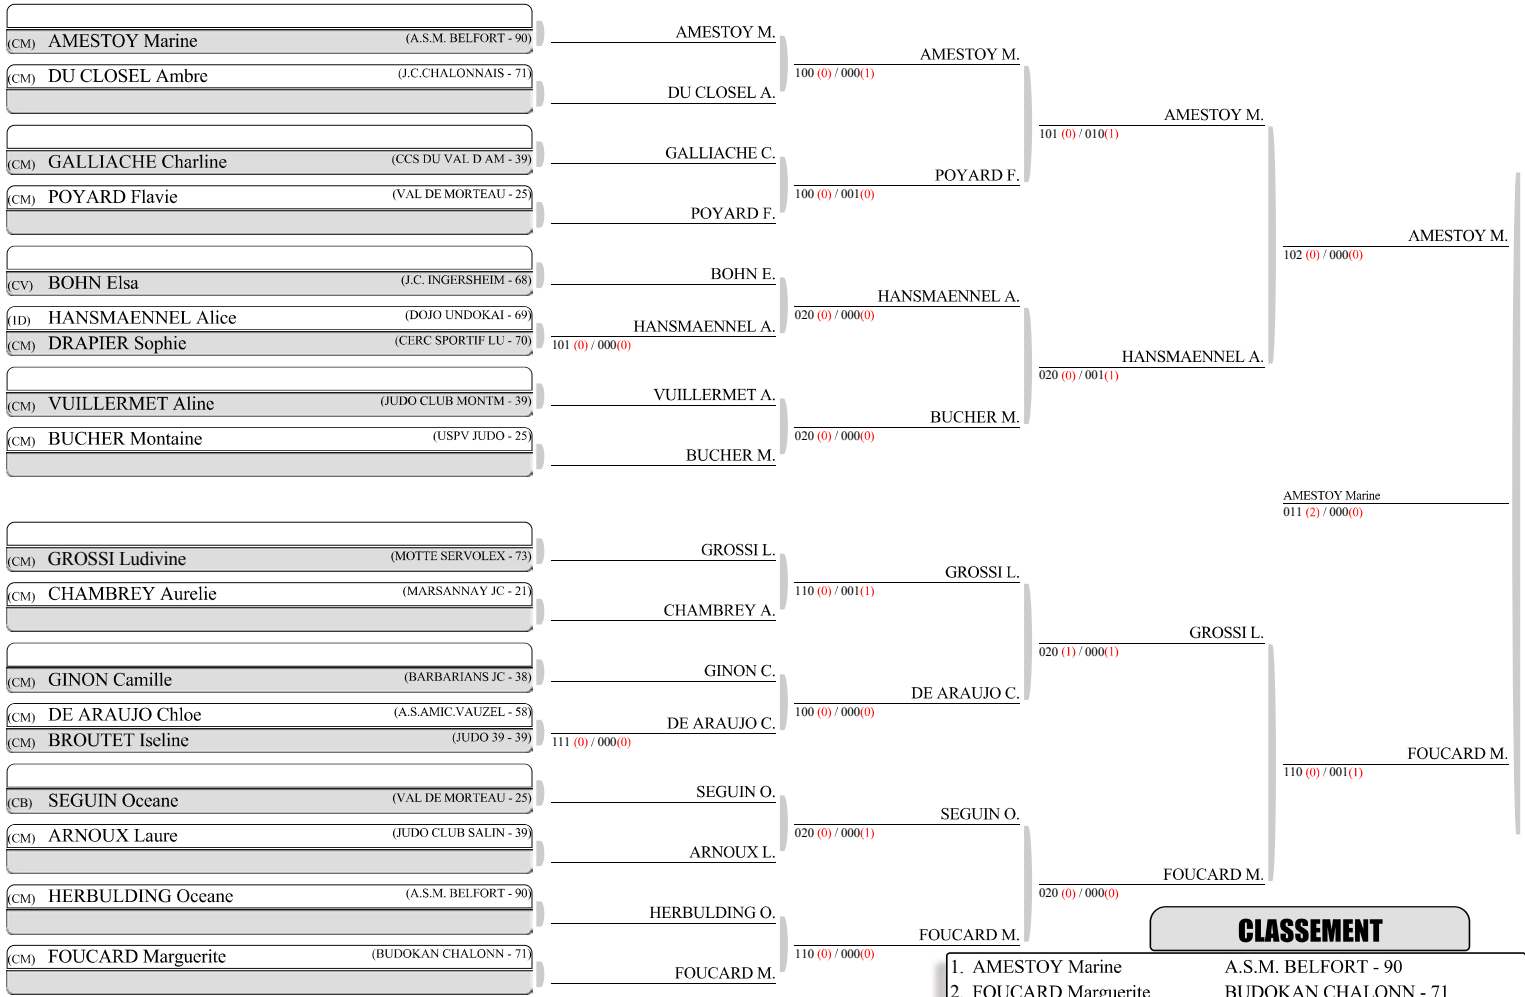 (CM) AMESTOY Marine (A.S.M. BELFORT - 90)
(CM) DU CLOSEL Ambre (J.C.CHALONNAIS - 71)
(CM) GALLIACHE Charline (CCS DU VAL D AM - 39)
(CM) POYARD Flavie (VAL DE MORTEAU - 25)
(CV) BOHN Elsa (J.C. INGERSHEIM - 68)
(ID) HANSMAENNEL Alice (DOJO UNDOKAI - 69)
(CM) DRAPIER Sophie (CERC SPORTIF LU - 70)
(CM) VUILLERMET Aline (JUDO CLUB MONTM - 39)
(CM) BUCHER Montaine (USPV JUDO - 25)
(CM) GROSSI Ludivine (MOTTE SERVOLEX - 73)
(CM) CHAMBREY Aurelie (MARSANNAY JC - 21)
(CM) GINON Camille (BARBARIANS JC - 38)
(CM) DE ARAUJO Chloe (A.S.AMIC.VAUZEL - 58)
(CM) BROUTET Iseline (JUDO 39 - 39)
(CB) SEGUIN Oceane (VAL DE MORTEAU - 25)
(CM) ARNOUX Laure (JUDO CLUB SALIN - 39)
(CM) HERBULDING Oceane (A.S.M. BELFORT - 90)
(CM) FOUCARD Marguerite (BUDOKAN CHALONN - 71)
AMESTOY M.
DU CLOSEL A.
GALLIACHE C.
POYARD F.
BOHN E.
HANSMAENNEL A.
101 (0) / 000(0)
VUILLERMET A.
BUCHER M.
GROSSI L.
CHAMBREY A.
GINON C.
DE ARAUJO C.
111 (0) / 000(0)
SEGUIN O.
ARNOUX L.
HERBULDING O.
FOUCARD M.
AMESTOY M.
100 (0) / 000(1)
POYARD F.
100 (0) / 001(0)
HANSMAENNEL A.
020 (0) / 000(0)
BUCHER M.
020 (0) / 000(0)
GROSSI L.
110 (0) / 001(1)
DE ARAUJO C.
100 (0) / 000(0)
SEGUIN O.
020 (0) / 000(1)
FOUCARD M.
110 (0) / 000(0)
AMESTOY M.
101 (0) / 010(1)
HANSMAENNEL A.
020 (0) / 001(1)
GROSSI L.
020 (1) / 000(1)
FOUCARD M.
020 (0) / 000(0)
AMESTOY M.
102 (0) / 000(0)
AMESTOY Marine
011 (2) / 000(0)
FOUCARD M.
110 (0) / 001(1)
CLASSEMENT
1. AMESTOY Marine A.S.M. BELFORT - 90
2. FOUCARD Marguerite BUDOKAN CHALONN - 71